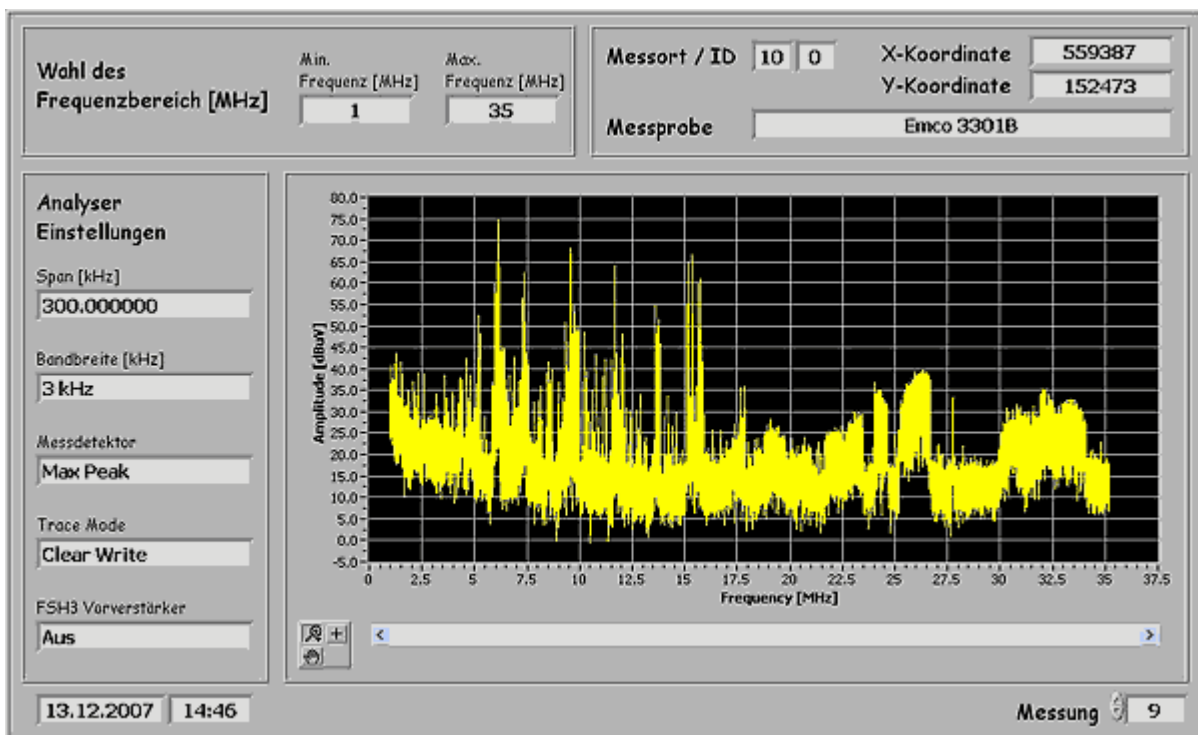 Wahl des
Frequenzbereich [MHz]
Min.
Frequenz [MHz]
1
Max.
Frequenz [MHz]
35
Messort / ID 10 0
X-Koordinate 559387
Y-Koordinate 152473
Messprobe Emco 3301B
Analyser
Einstellungen
Span [kHz]
300.000000
Bandbreite [kHz]
3 kHz
Messdetektor
Max Peak
Trace Mode
Clear Write
FSH3 Vorverstärker
Aus
Amplitude [dBuV]
80.0
75.0
70.0
65.0
60.0
55.0
50.0
45.0
40.0
35.0
30.0
25.0
20.0
15.0
10.0
5.0
0.0
-5.0
0 2.5 5 7.5 10 12.5 15 17.5 20 22.5 25 27.5 30 32.5 35 37.5
Frequency [MHz]
13.12.2007 14:46
Messung 9